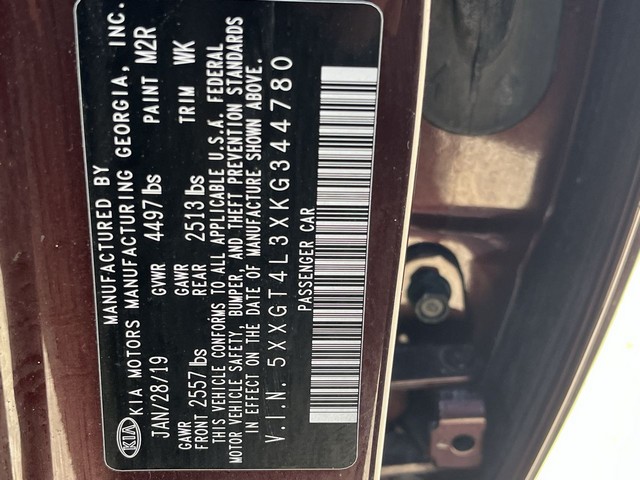 MANUFACTURED BY
KIA KIA MOTORS MANUFACTURING GEORGIA, INC.
JAN/28/19 GVWR 4497 lbs PAINT M2R
GAWR FRONT 2557 lbs GAWR REAR 2513 lbs TRIM WK
THIS VEHICLE CONFORMS TO ALL APPLICABLE U.S.A. FEDERAL
MOTOR VEHICLE SAFETY, BUMPER, AND THEFT PREVENTION STANDARDS
IN EFFECT ON THE DATE OF MANUFACTURE SHOWN ABOVE.
V.I.N. 5XXGT4L3XKG344780
PASSENGER CAR